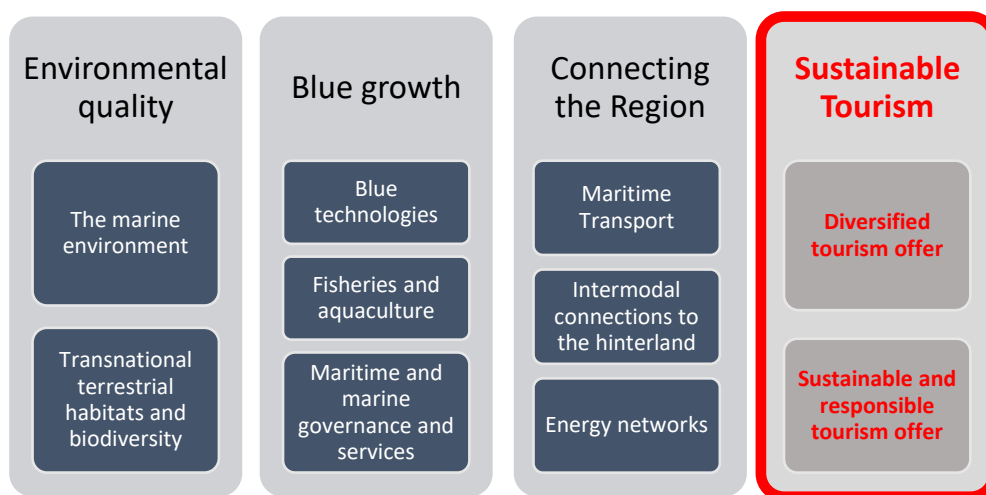 Environmental
quality
The marine
environment
Transnational
terrestrial
habitats and
biodiversity
Blue growth
Blue
technologies
Fisheries and
aquaculture
Maritime and
marine
governance and
services
Connecting
the Region
Maritime
Transport
Intermodal
connections to
the hinterland
Energy networks
Sustainable
Tourism
Diversified
tourism offer
Sustainable and
responsible
tourism offer